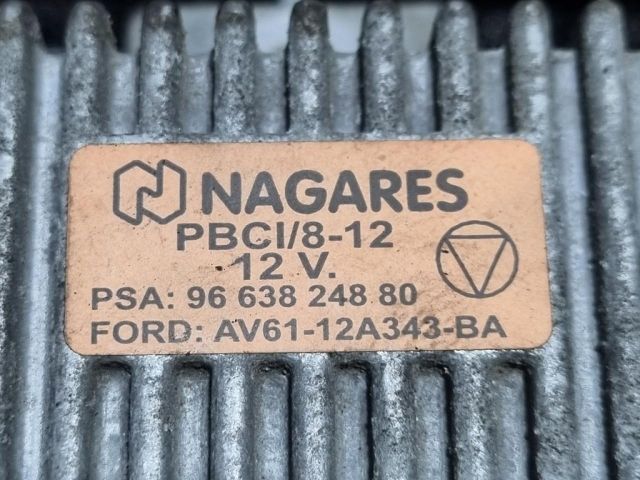 NAGARES
PBCI/8-12
12 V.
PSA: 96 638 248 80
FORD: AV61-12A343-BA